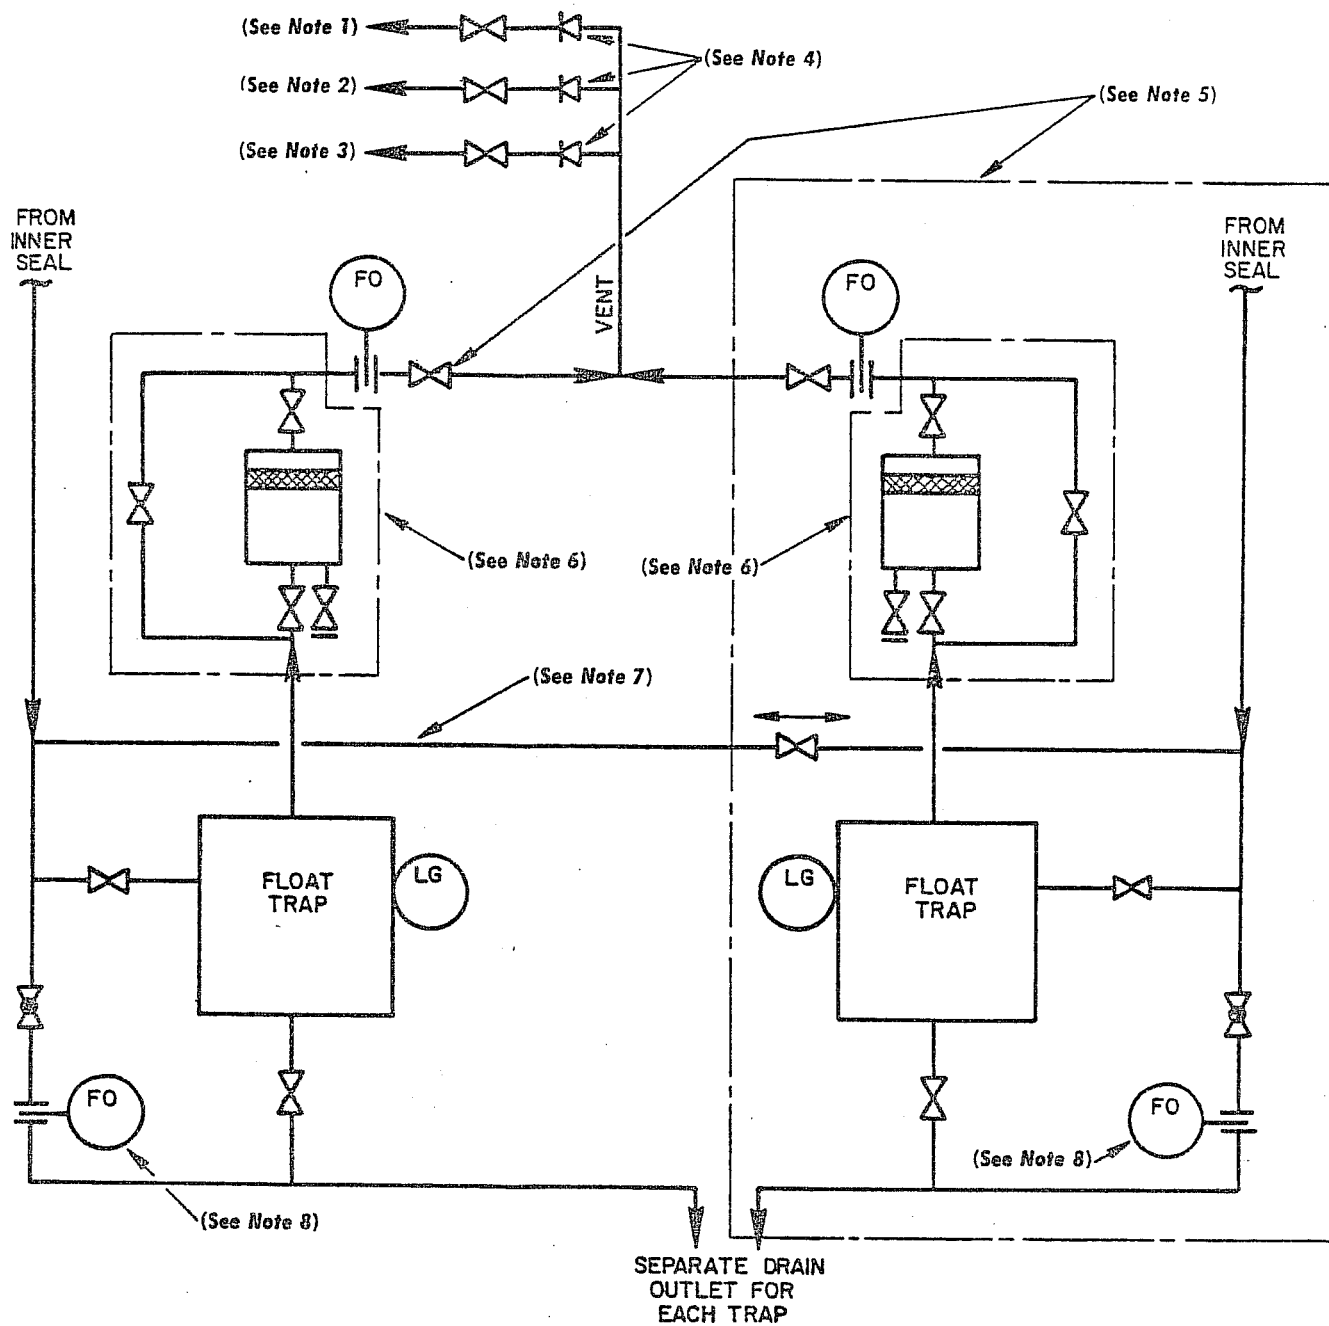 (See Note 1)
(See Note 2)
(See Note 3)
(See Note 4)
(See Note 5)
FROM
INNER
SEAL
FROM
INNER
SEAL
FO
VENT
FO
(See Note 6)
(See Note 6)
(See Note 7)
FLOAT
TRAP
LG
LG
FLOAT
TRAP
FO
FO
(See Note 8)
(See Note 8)
SEPARATE DRAIN
OUTLET FOR
EACH TRAP